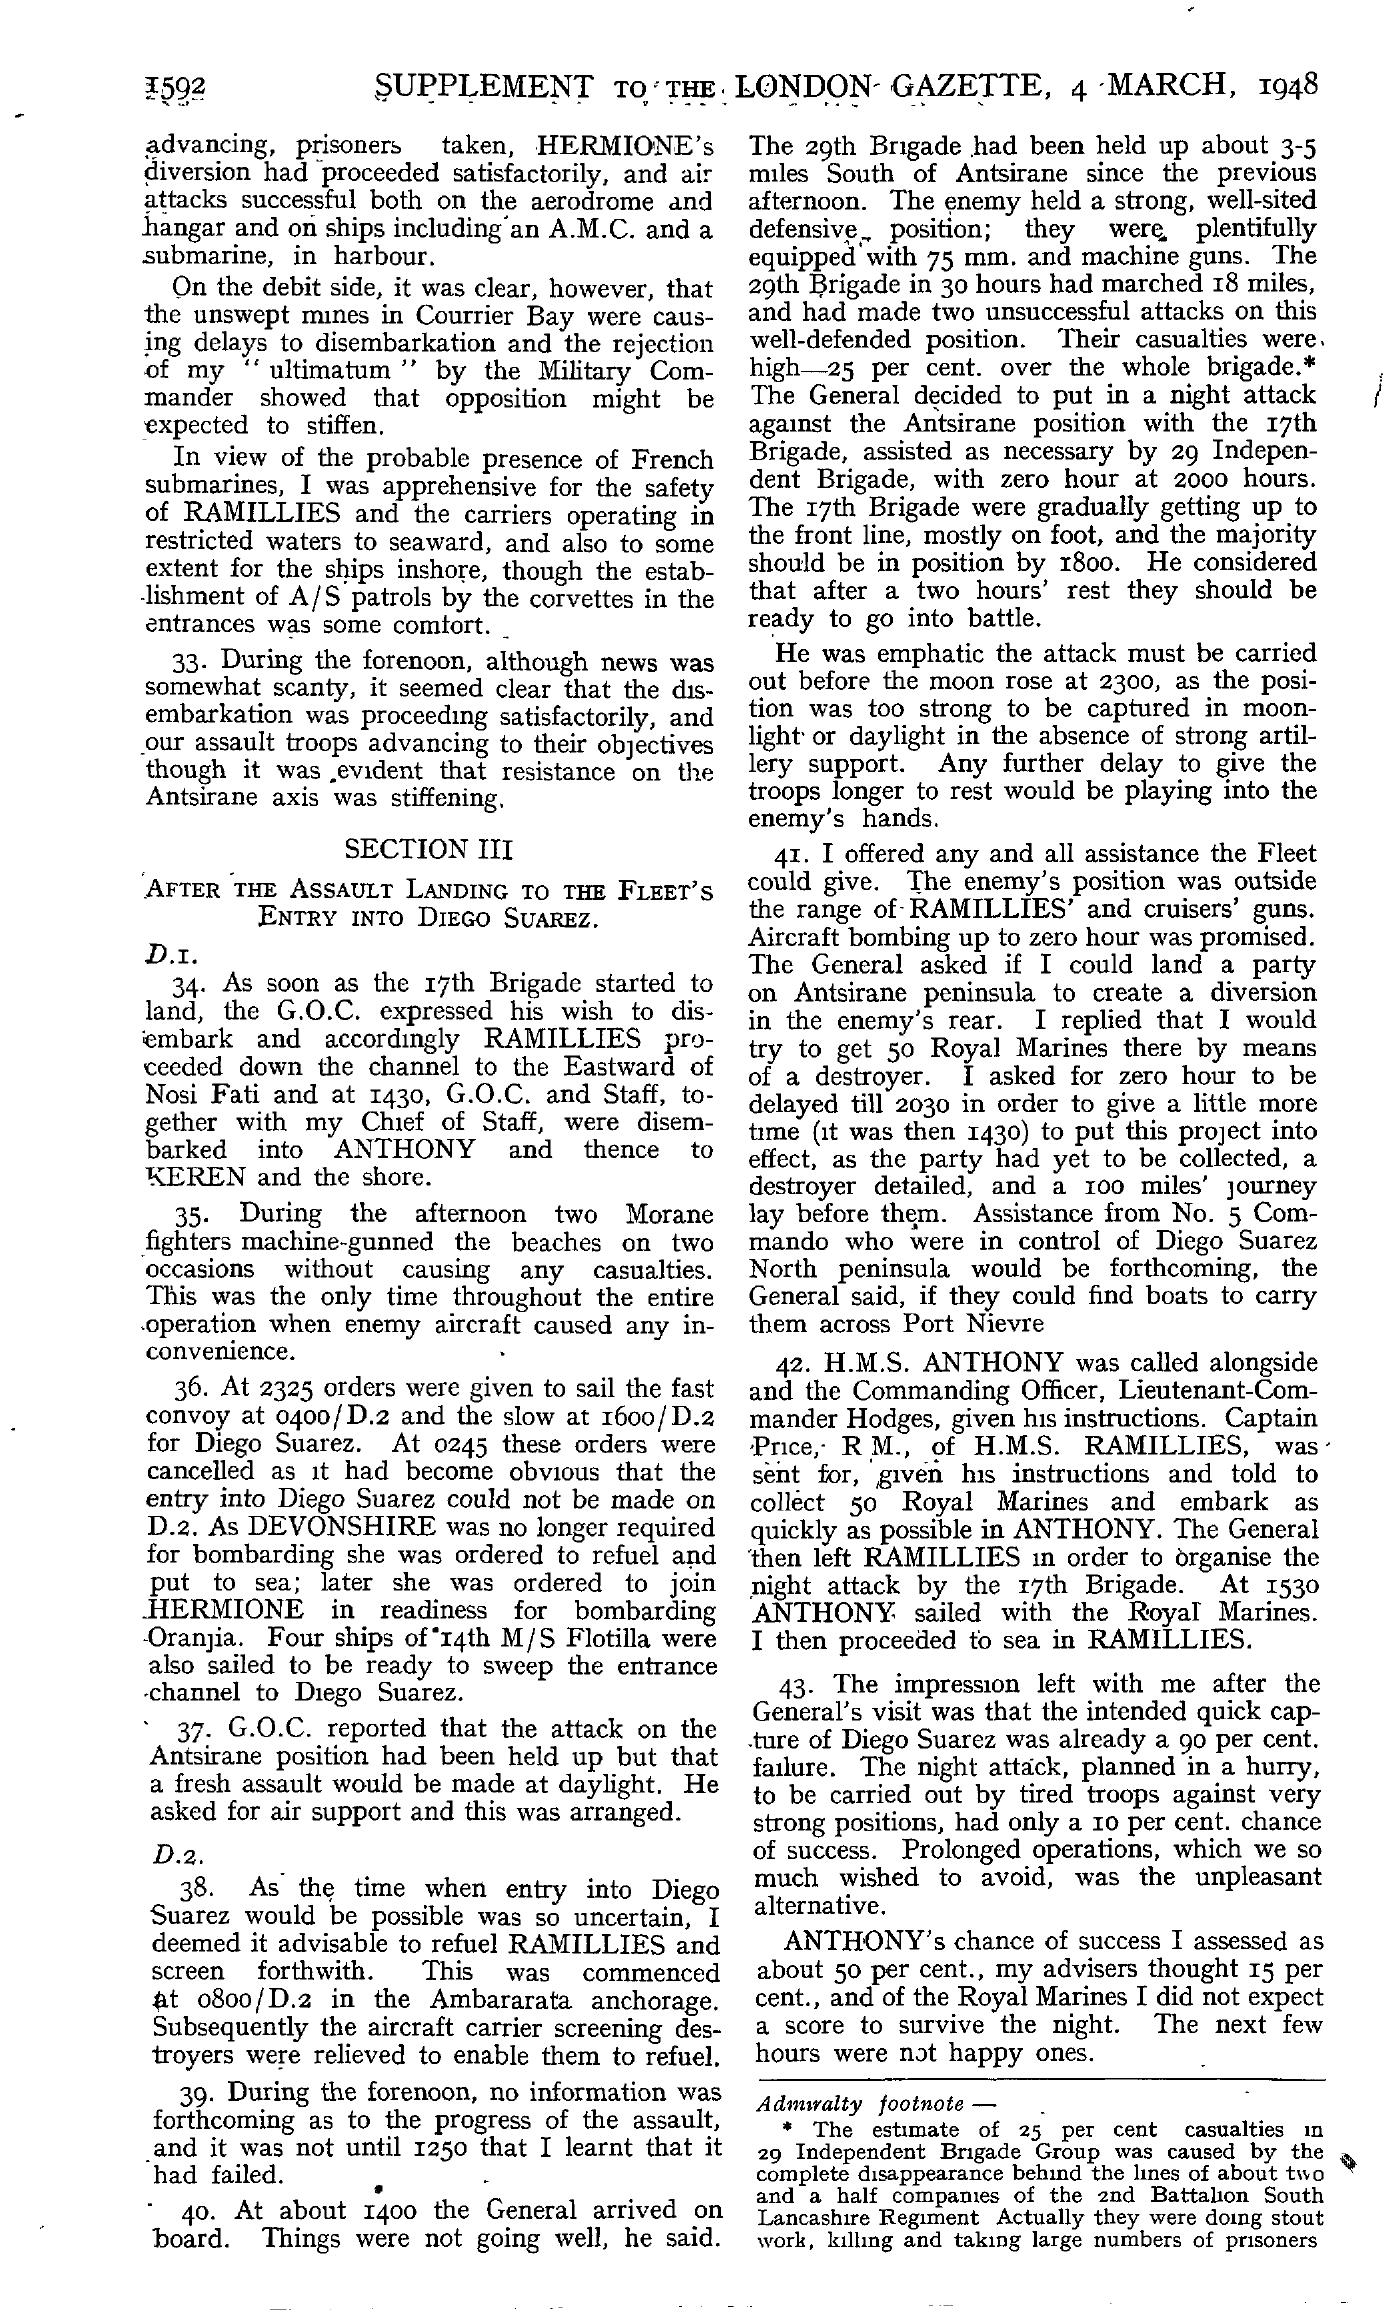 1592 SUPPLEMENT TO THE LONDON GAZETTE, 4 MARCH, 1948
advancing, prisoners taken, HERMIONE's
diversion had proceeded satisfactorily, and air
attacks successful both on the aerodrome and
hangar and on ships including an A.M.C. and a
submarine, in harbour.
On the debit side, it was clear, however, that
the unswept mines in Courrier Bay were caus-
ing delays to disembarkation and the rejection
of my " ultimatum " by the Military Com-
mander showed that opposition might be
expected to stiffen.
In view of the probable presence of French
submarines, I was apprehensive for the safety
of RAMILLIES and the carriers operating in
restricted waters to seaward, and also to some
extent for the ships inshore, though the estab-
lishment of A/S patrols by the corvettes in the
entrances was some comfort.
33. During the forenoon, although news was
somewhat scanty, it seemed clear that the dis-
embarkation was proceeding satisfactorily, and
our assault troops advancing to their objectives
though it was evident that resistance on the
Antsirane axis was stiffening.
SECTION III
AFTER THE ASSAULT LANDING TO THE FLEET'S
ENTRY INTO DIEGO SUAREZ.
D.1.
34. As soon as the 17th Brigade started to
land, the G.O.C. expressed his wish to dis-
embark and accordingly RAMILLIES pro-
ceeded down the channel to the Eastward of
Nosi Fati and at 1430, G.O.C. and Staff, to-
gether with my Chief of Staff, were disem-
barked into ANTHONY and thence to
KEREN and the shore.
35. During the afternoon two Morane
fighters machine-gunned the beaches on two
occasions without causing any casualties.
This was the only time throughout the entire
operation when enemy aircraft caused any in-
convenience.
36. At 2325 orders were given to sail the fast
convoy at 0400/D.2 and the slow at 1600/D.2
for Diego Suarez. At 0245 these orders were
cancelled as it had become obvious that the
entry into Diego Suarez could not be made on
D.2. As DEVONSHIRE was no longer required
for bombarding she was ordered to refuel and
put to sea; later she was ordered to join
HERMIONE in readiness for bombarding
Oranjia. Four ships of 14th M/S Flotilla were
also sailed to be ready to sweep the entrance
channel to Diego Suarez.
37. G.O.C. reported that the attack on the
Antsirane position had been held up but that
a fresh assault would be made at daylight. He
asked for air support and this was arranged.
D.2.
38. As the time when entry into Diego
Suarez would be possible was so uncertain, I
deemed it advisable to refuel RAMILLIES and
screen forthwith. This was commenced
at 0800/D.2 in the Ambararata anchorage.
Subsequently the aircraft carrier screening des-
troyers were relieved to enable them to refuel.
39. During the forenoon, no information was
forthcoming as to the progress of the assault,
and it was not until 1250 that I learnt that it
had failed.
40. At about 1400 the General arrived on
board. Things were not going well, he said.
The 29th Brigade had been held up about 3-5
miles South of Antsirane since the previous
afternoon. The enemy held a strong, well-sited
defensive position; they were plentifully
equipped with 75 mm. and machine guns. The
29th Brigade in 30 hours had marched 18 miles,
and had made two unsuccessful attacks on this
well-defended position. Their casualties were
high—25 per cent. over the whole brigade.*
The General decided to put in a night attack
against the Antsirane position with the 17th
Brigade, assisted as necessary by 29 Indepen-
dent Brigade, with zero hour at 2000 hours.
The 17th Brigade were gradually getting up to
the front line, mostly on foot, and the majority
should be in position by 1800. He considered
that after a two hours' rest they should be
ready to go into battle.
He was emphatic the attack must be carried
out before the moon rose at 2300, as the posi-
tion was too strong to be captured in moon-
light or daylight in the absence of strong artil-
lery support. Any further delay to give the
troops longer to rest would be playing into the
enemy's hands.
41. I offered any and all assistance the Fleet
could give. The enemy's position was outside
the range of RAMILLIES' and cruisers' guns.
Aircraft bombing up to zero hour was promised.
The General asked if I could land a party
on Antsirane peninsula to create a diversion
in the enemy's rear. I replied that I would
try to get 50 Royal Marines there by means
of a destroyer. I asked for zero hour to be
delayed till 2030 in order to give a little more
time (it was then 1430) to put this project into
effect, as the party had yet to be collected, a
destroyer detailed, and a 100 miles' journey
lay before them. Assistance from No. 5 Com-
mando who were in control of Diego Suarez
North peninsula would be forthcoming, the
General said, if they could find boats to carry
them across Port Nievre
42. H.M.S. ANTHONY was called alongside
and the Commanding Officer, Lieutenant-Com-
mander Hodges, given his instructions. Captain
Price, R M., of H.M.S. RAMILLIES, was
sent for, given his instructions and told to
collect 50 Royal Marines and embark as
quickly as possible in ANTHONY. The General
then left RAMILLIES in order to organise the
night attack by the 17th Brigade. At 1530
ANTHONY sailed with the Royal Marines.
I then proceeded to sea in RAMILLIES.
43. The impression left with me after the
General's visit was that the intended quick cap-
ture of Diego Suarez was already a 90 per cent.
failure. The night attack, planned in a hurry,
to be carried out by tired troops against very
strong positions, had only a 10 per cent. chance
of success. Prolonged operations, which we so
much wished to avoid, was the unpleasant
alternative.
ANTHONY's chance of success I assessed as
about 50 per cent., my advisers thought 15 per
cent., and of the Royal Marines I did not expect
a score to survive the night. The next few
hours were not happy ones.
Admiralty footnote —
* The estimate of 25 per cent casualties in
29 Independent Brigade Group was caused by the
complete disappearance behind the lines of about two
and a half companies of the 2nd Battalion South
Lancashire Regiment Actually they were doing stout
work, killing and taking large numbers of prisoners